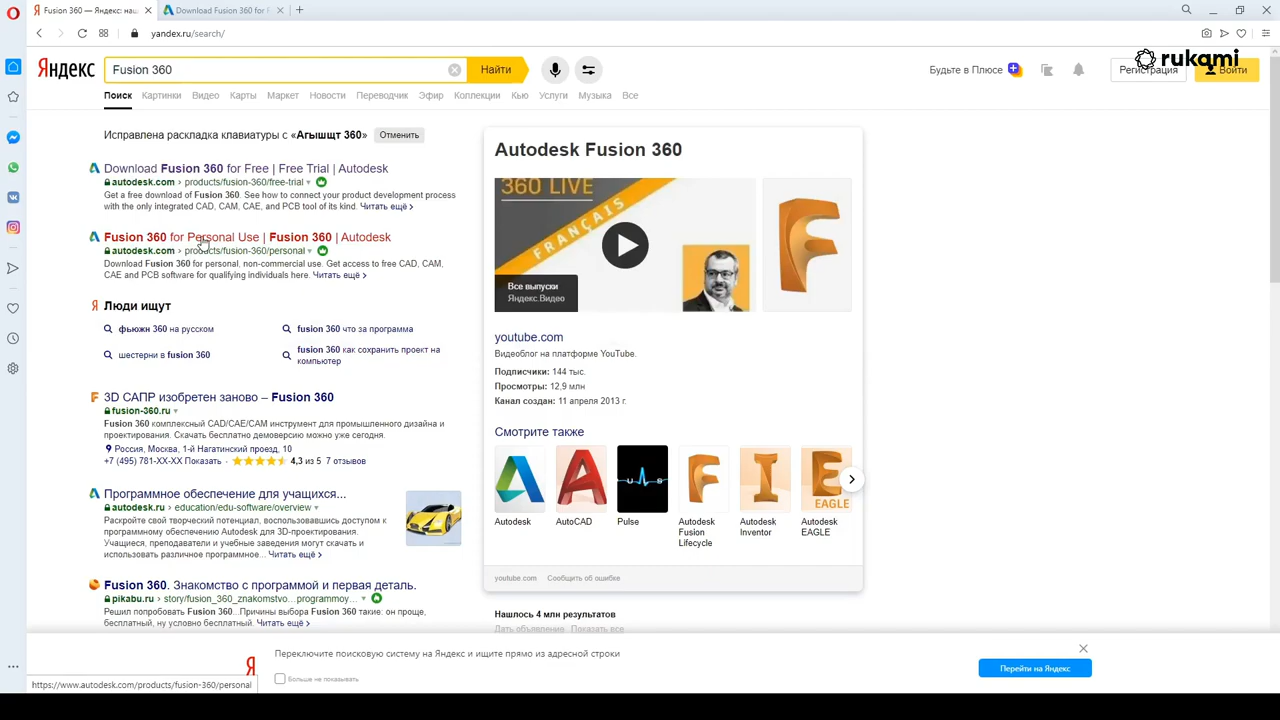 Fusion 360 — Яндекс: наш
Download Fusion 360 for F
yandex.ru/search/
Яндекс
Fusion 360
Найти
Будьте в Плюсе
Регистрация
Войти
rukami
Поиск Картинки Видео Карты Маркет Новости Переводчик Эфир Коллекции Кью Услуги Музыка Все
Исправлена раскладка клавиатуры с «Агышщт 360» Отменить
Download Fusion 360 for Free | Free Trial | Autodesk
autodesk.com › products/fusion-360/free-trial
Get a free download of Fusion 360. See how to connect your product development process
with the only integrated CAD, CAM, CAE, and PCB tool of its kind. Читать ещё >
Fusion 360 for Personal Use | Fusion 360 | Autodesk
autodesk.com › products/fusion-360/personal
Download Fusion 360 for personal, non-commercial use. Get access to free CAD, CAM,
CAE and PCB software for qualifying individuals here. Читать ещё >
Люди ищут
фьюжн 360 на русском
fusion 360 что за программа
шестерни в fusion 360
fusion 360 как сохранить проект на
компьютер
3D САПР изобретен заново – Fusion 360
fusion-360.ru
Fusion 360 комплексный CAD/CAE/CAM инструмент для промышленного дизайна и
проектирования. Скачать бесплатно демоверсию можно уже сегодня.
Россия, Москва, 1-й Нагатинский проезд, 10
+7 (495) 781-XX-XX Показать · 4,3 из 5 7 отзывов
Программное обеспечение для учащихся...
autodesk.ru › education/edu-software/overview
Раскройте свой творческий потенциал, воспользовавшись доступом к
программному обеспечению Autodesk для 3D-проектирования.
Учащиеся, преподаватели и учебные заведения могут скачать и
использовать различное программное... Читать ещё >
Fusion 360. Знакомство с программой и первая деталь.
pikabu.ru › story/fusion_360_znakomstvo...programmoy...
Решил попробовать Fusion 360...Причины выбора Fusion 360 такие: он проще,
бесплатный, ну условно бесплатный. Читать ещё >
Autodesk Fusion 360
360 LIVE
FRANÇAIS
Все выпуски
Яндекс.Видео
youtube.com
Видеоблог на платформе YouTube.
Подписчики: 144 тыс.
Просмотры: 12,9 млн
Канал создан: 11 апреля 2013 г.
Смотрите также
EAGLE
Autodesk
AutoCAD
Pulse
Autodesk
Fusion
Lifecycle
Autodesk
Inventor
Autodesk
EAGLE
youtube.com Сообщить об ошибке
Нашлось 4 млн результатов
Дать объявление Показать все
Переключите поисковую систему на Яндекс и ищите прямо из адресной строки
Больше не показывать
Перейти на Яндекс
https://www.autodesk.com/products/fusion-360/personal